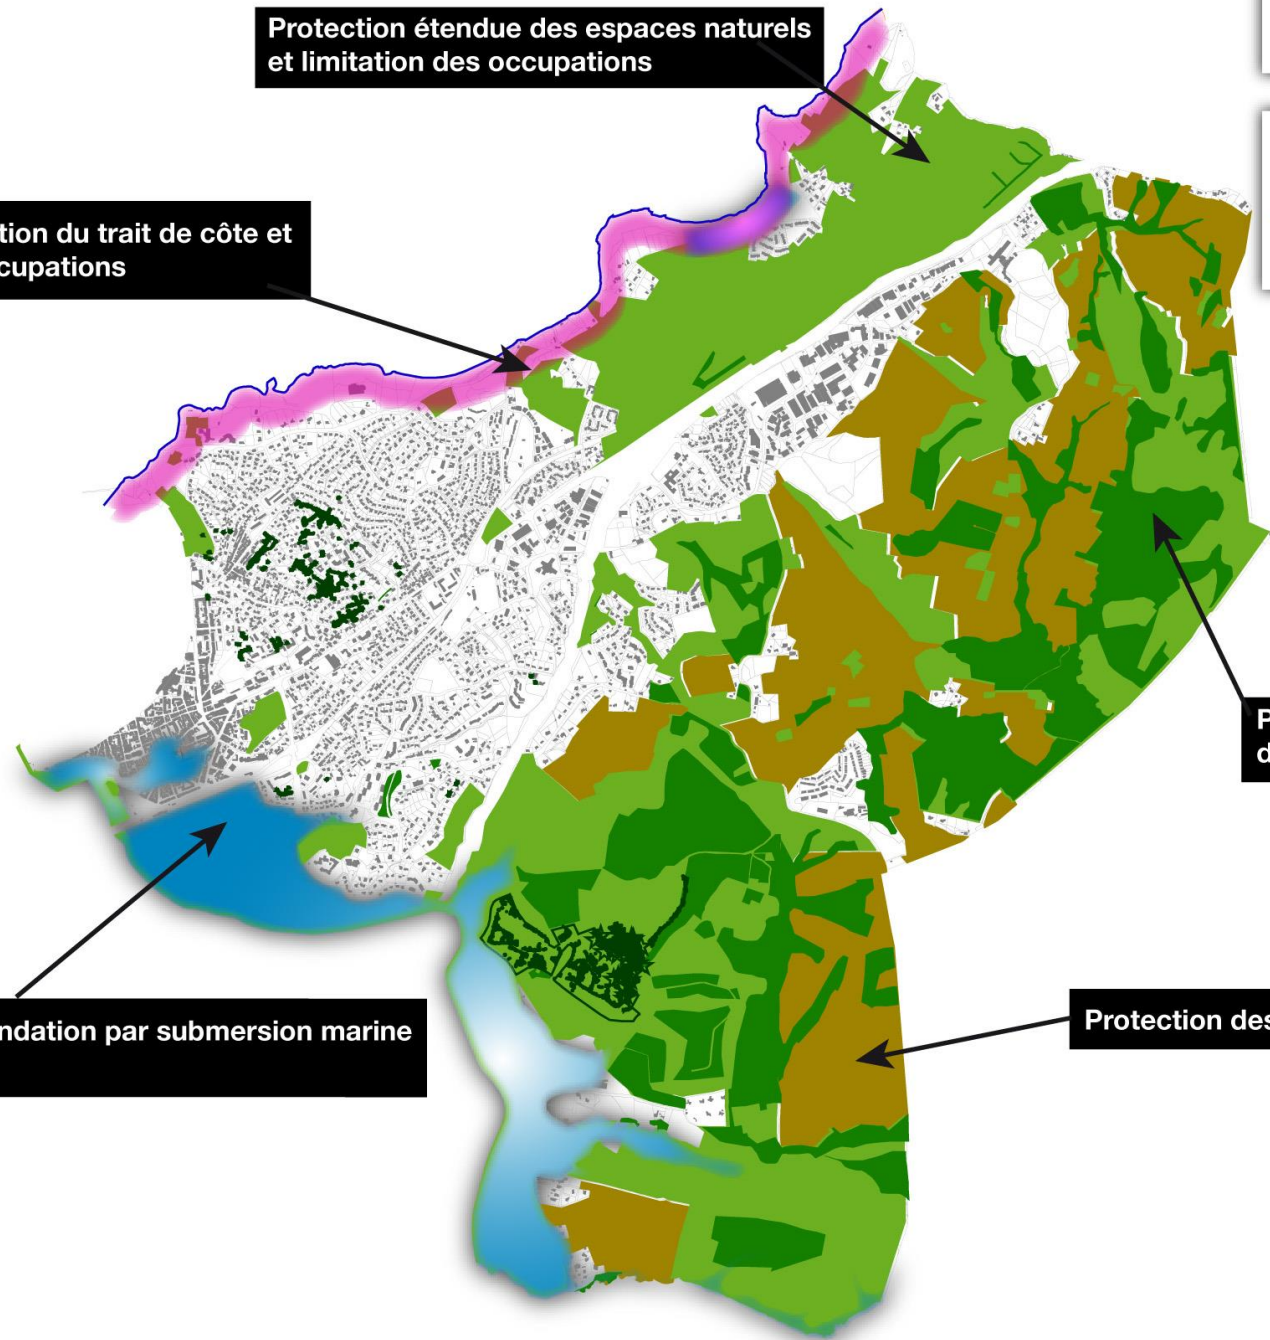 Protection étendue des espaces naturels
et limitation des occupations
tion du trait de côte et
cupations
P
d
ndation par submersion marine
Protection des